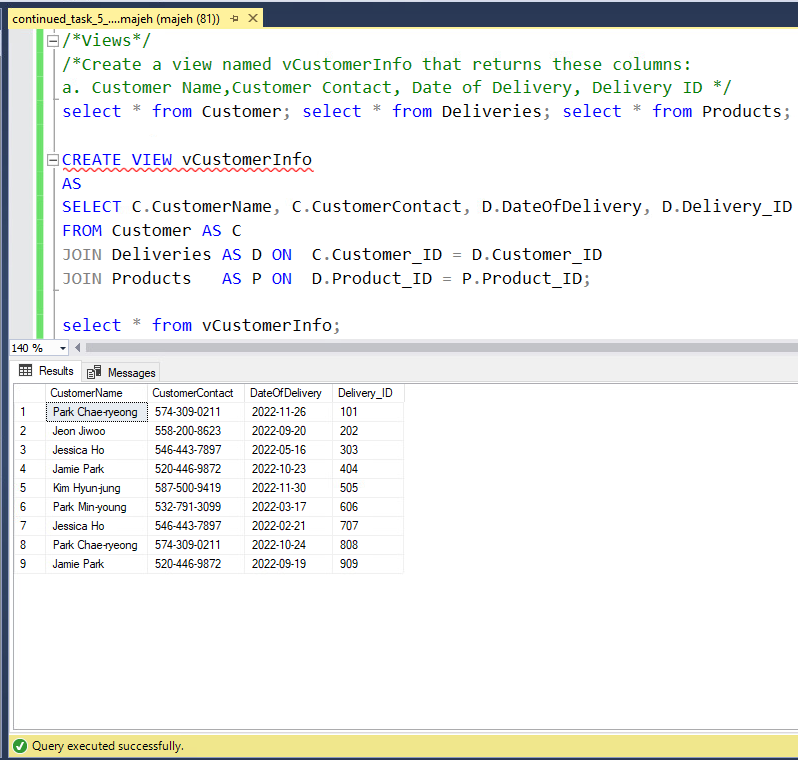 continued_task_5_....majeh (majeh (81))
/*Views*/
/*Create a view named vCustomerInfo that returns these columns:
a. Customer Name,Customer Contact, Date of Delivery, Delivery ID */
select * from Customer; select * from Deliveries; select * from Products;
CREATE VIEW vCustomerInfo
AS
SELECT C.CustomerName, C.CustomerContact, D.DateOfDelivery, D.Delivery_ID
FROM Customer AS C
JOIN Deliveries AS D ON  C.Customer_ID = D.Customer_ID
JOIN Products   AS P ON  D.Product_ID = P.Product_ID;
select * from vCustomerInfo;
140 %
Results Messages
CustomerName CustomerContact DateOfDelivery Delivery_ID
1 Park Chae-ryeong 574-309-0211 2022-11-26 101
2 Jeon Jiwoo 558-200-8623 2022-09-20 202
3 Jessica Ho 546-443-7897 2022-05-16 303
4 Jamie Park 520-446-9872 2022-10-23 404
5 Kim Hyun-jung 587-500-9419 2022-11-30 505
6 Park Min-young 532-791-3099 2022-03-17 606
7 Jessica Ho 546-443-7897 2022-02-21 707
8 Park Chae-ryeong 574-309-0211 2022-10-24 808
9 Jamie Park 520-446-9872 2022-09-19 909
Query executed successfully.